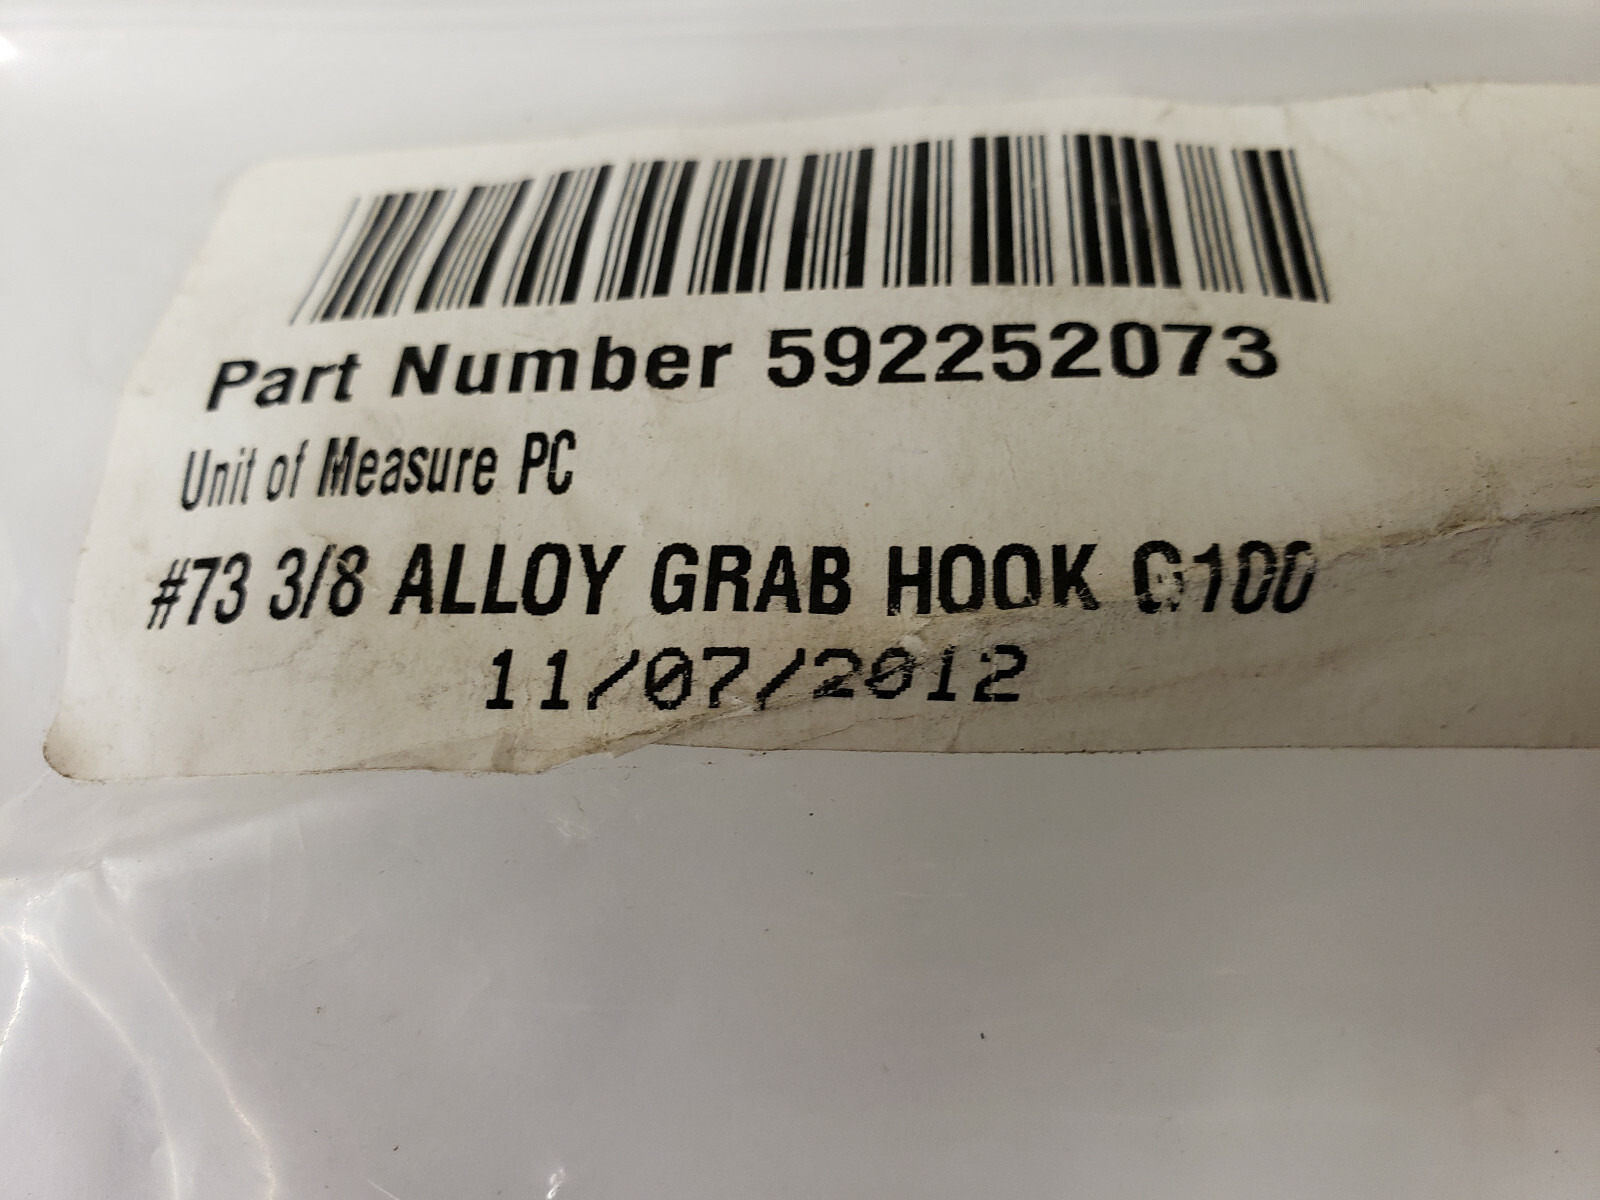 Part Number 592252073
Unit of Measure PC
#73 3/8 ALLOY GRAB HOOK G100
11/07/2012